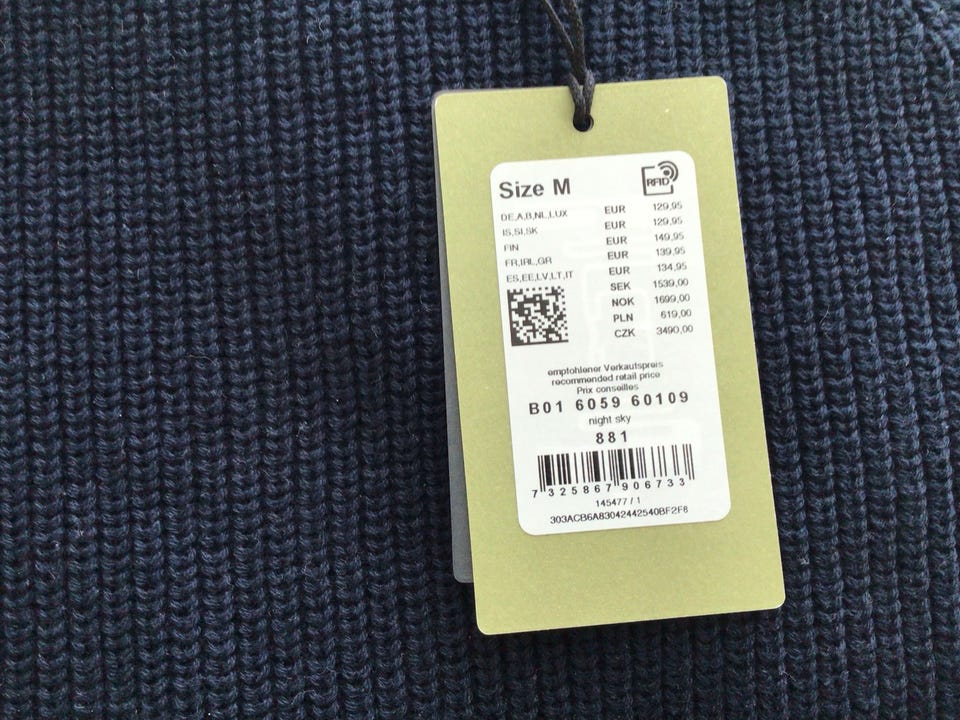 Size M
RFID
DE,A,B,NL,LUX EUR 129,95
IS,SI,SK EUR 129,95
FIN EUR 149,95
FR,IRL,GR EUR 139,95
ES,EE,LV,LT,IT EUR 134,95
SEK 1539,00
NOK 1699,00
PLN 619,00
CZK 3490,00
empfohlener Verkaufspreis
recommended retail price
Prix conseilles
B01 6059 60109
night sky
881
7 325867 906733
145477 / 1
303ACB6A83042442540BF2F8